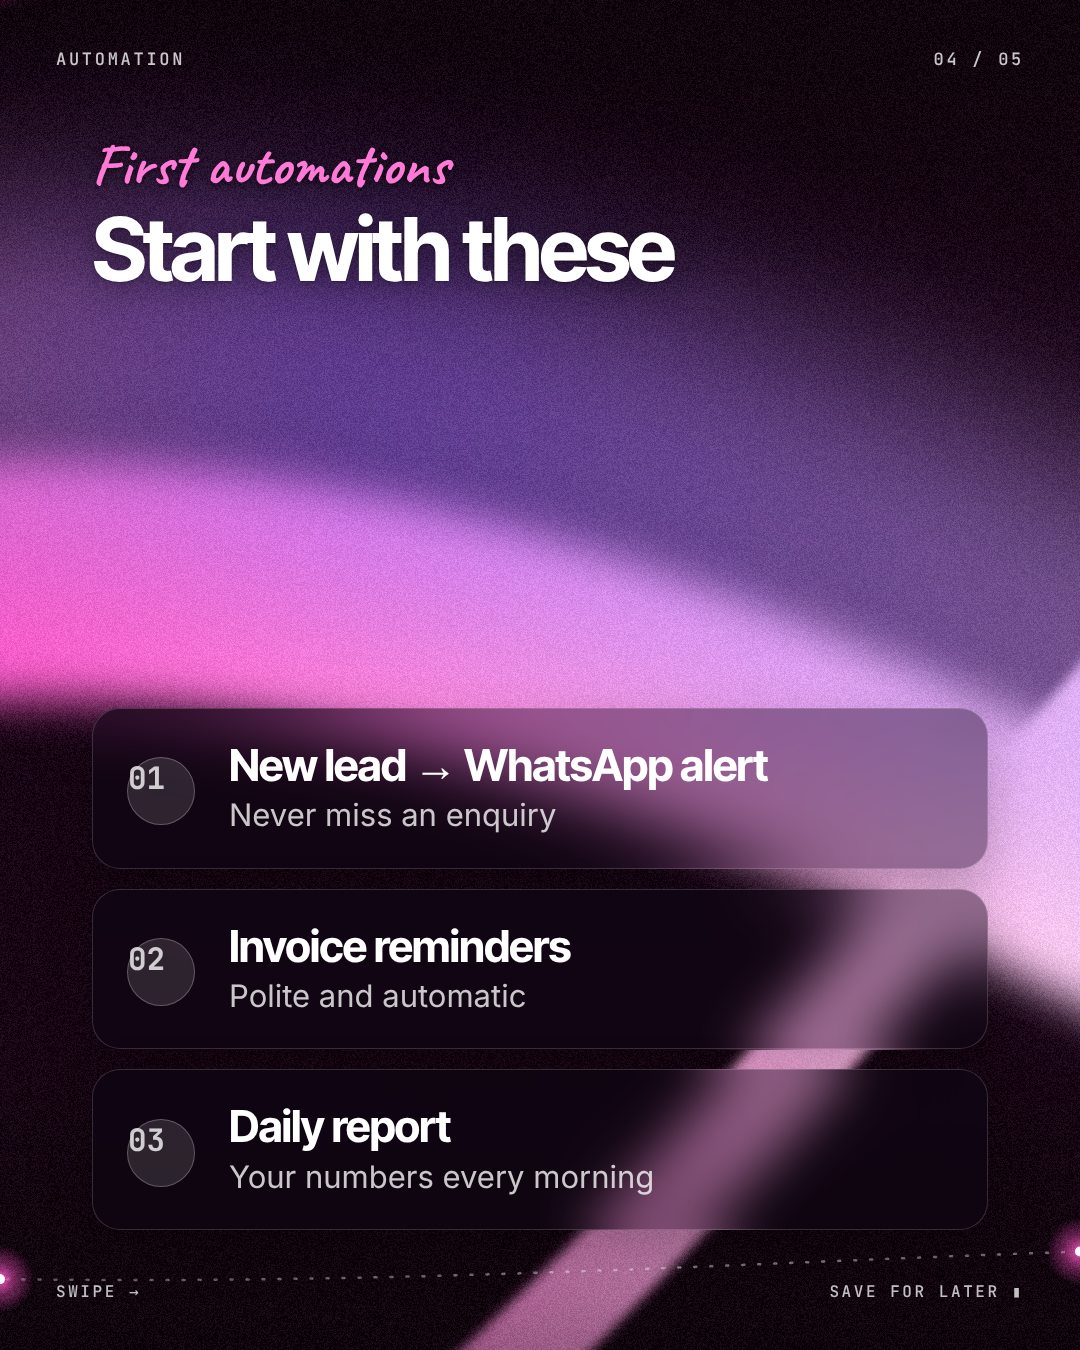 AUTOMATION
04 / 05
First automations
Start with these
01
New lead → WhatsApp alert
Never miss an enquiry
02
Invoice reminders
Polite and automatic
03
Daily report
Your numbers every morning
SWIPE →
SAVE FOR LATER ▮